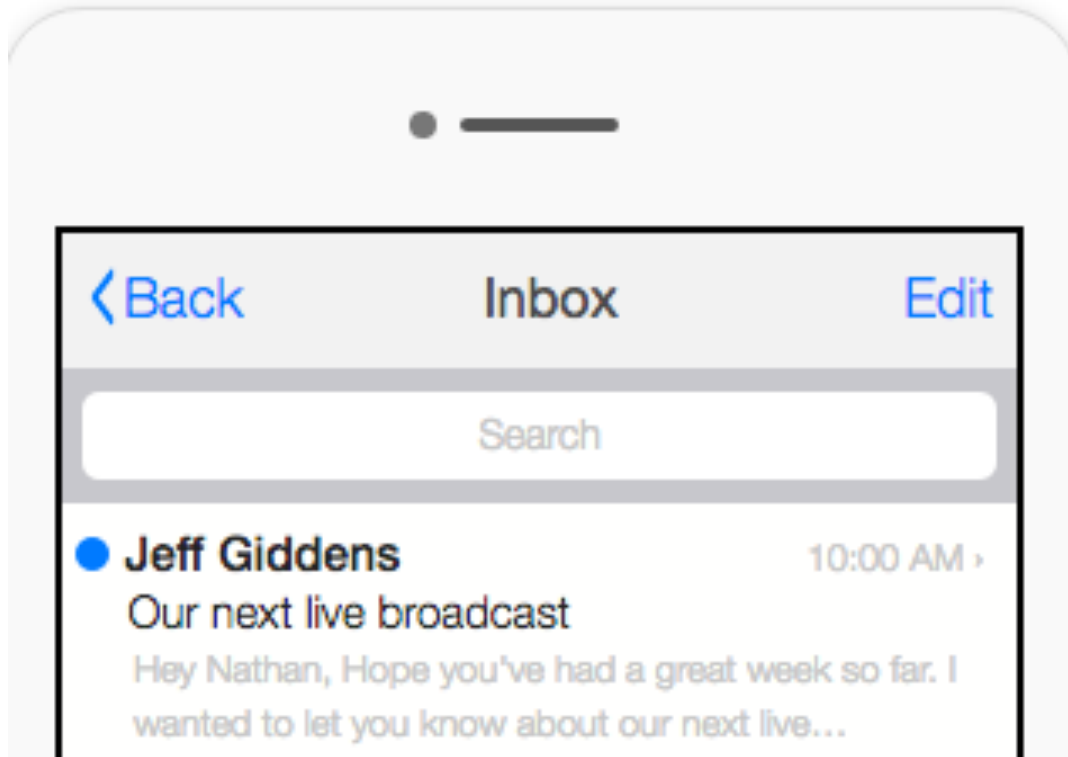 Back Inbox Edit
Search
Jeff Giddens 10:00 AM ›
Our next live broadcast
Hey Nathan, Hope you've had a great week so far. I
wanted to let you know about our next live...